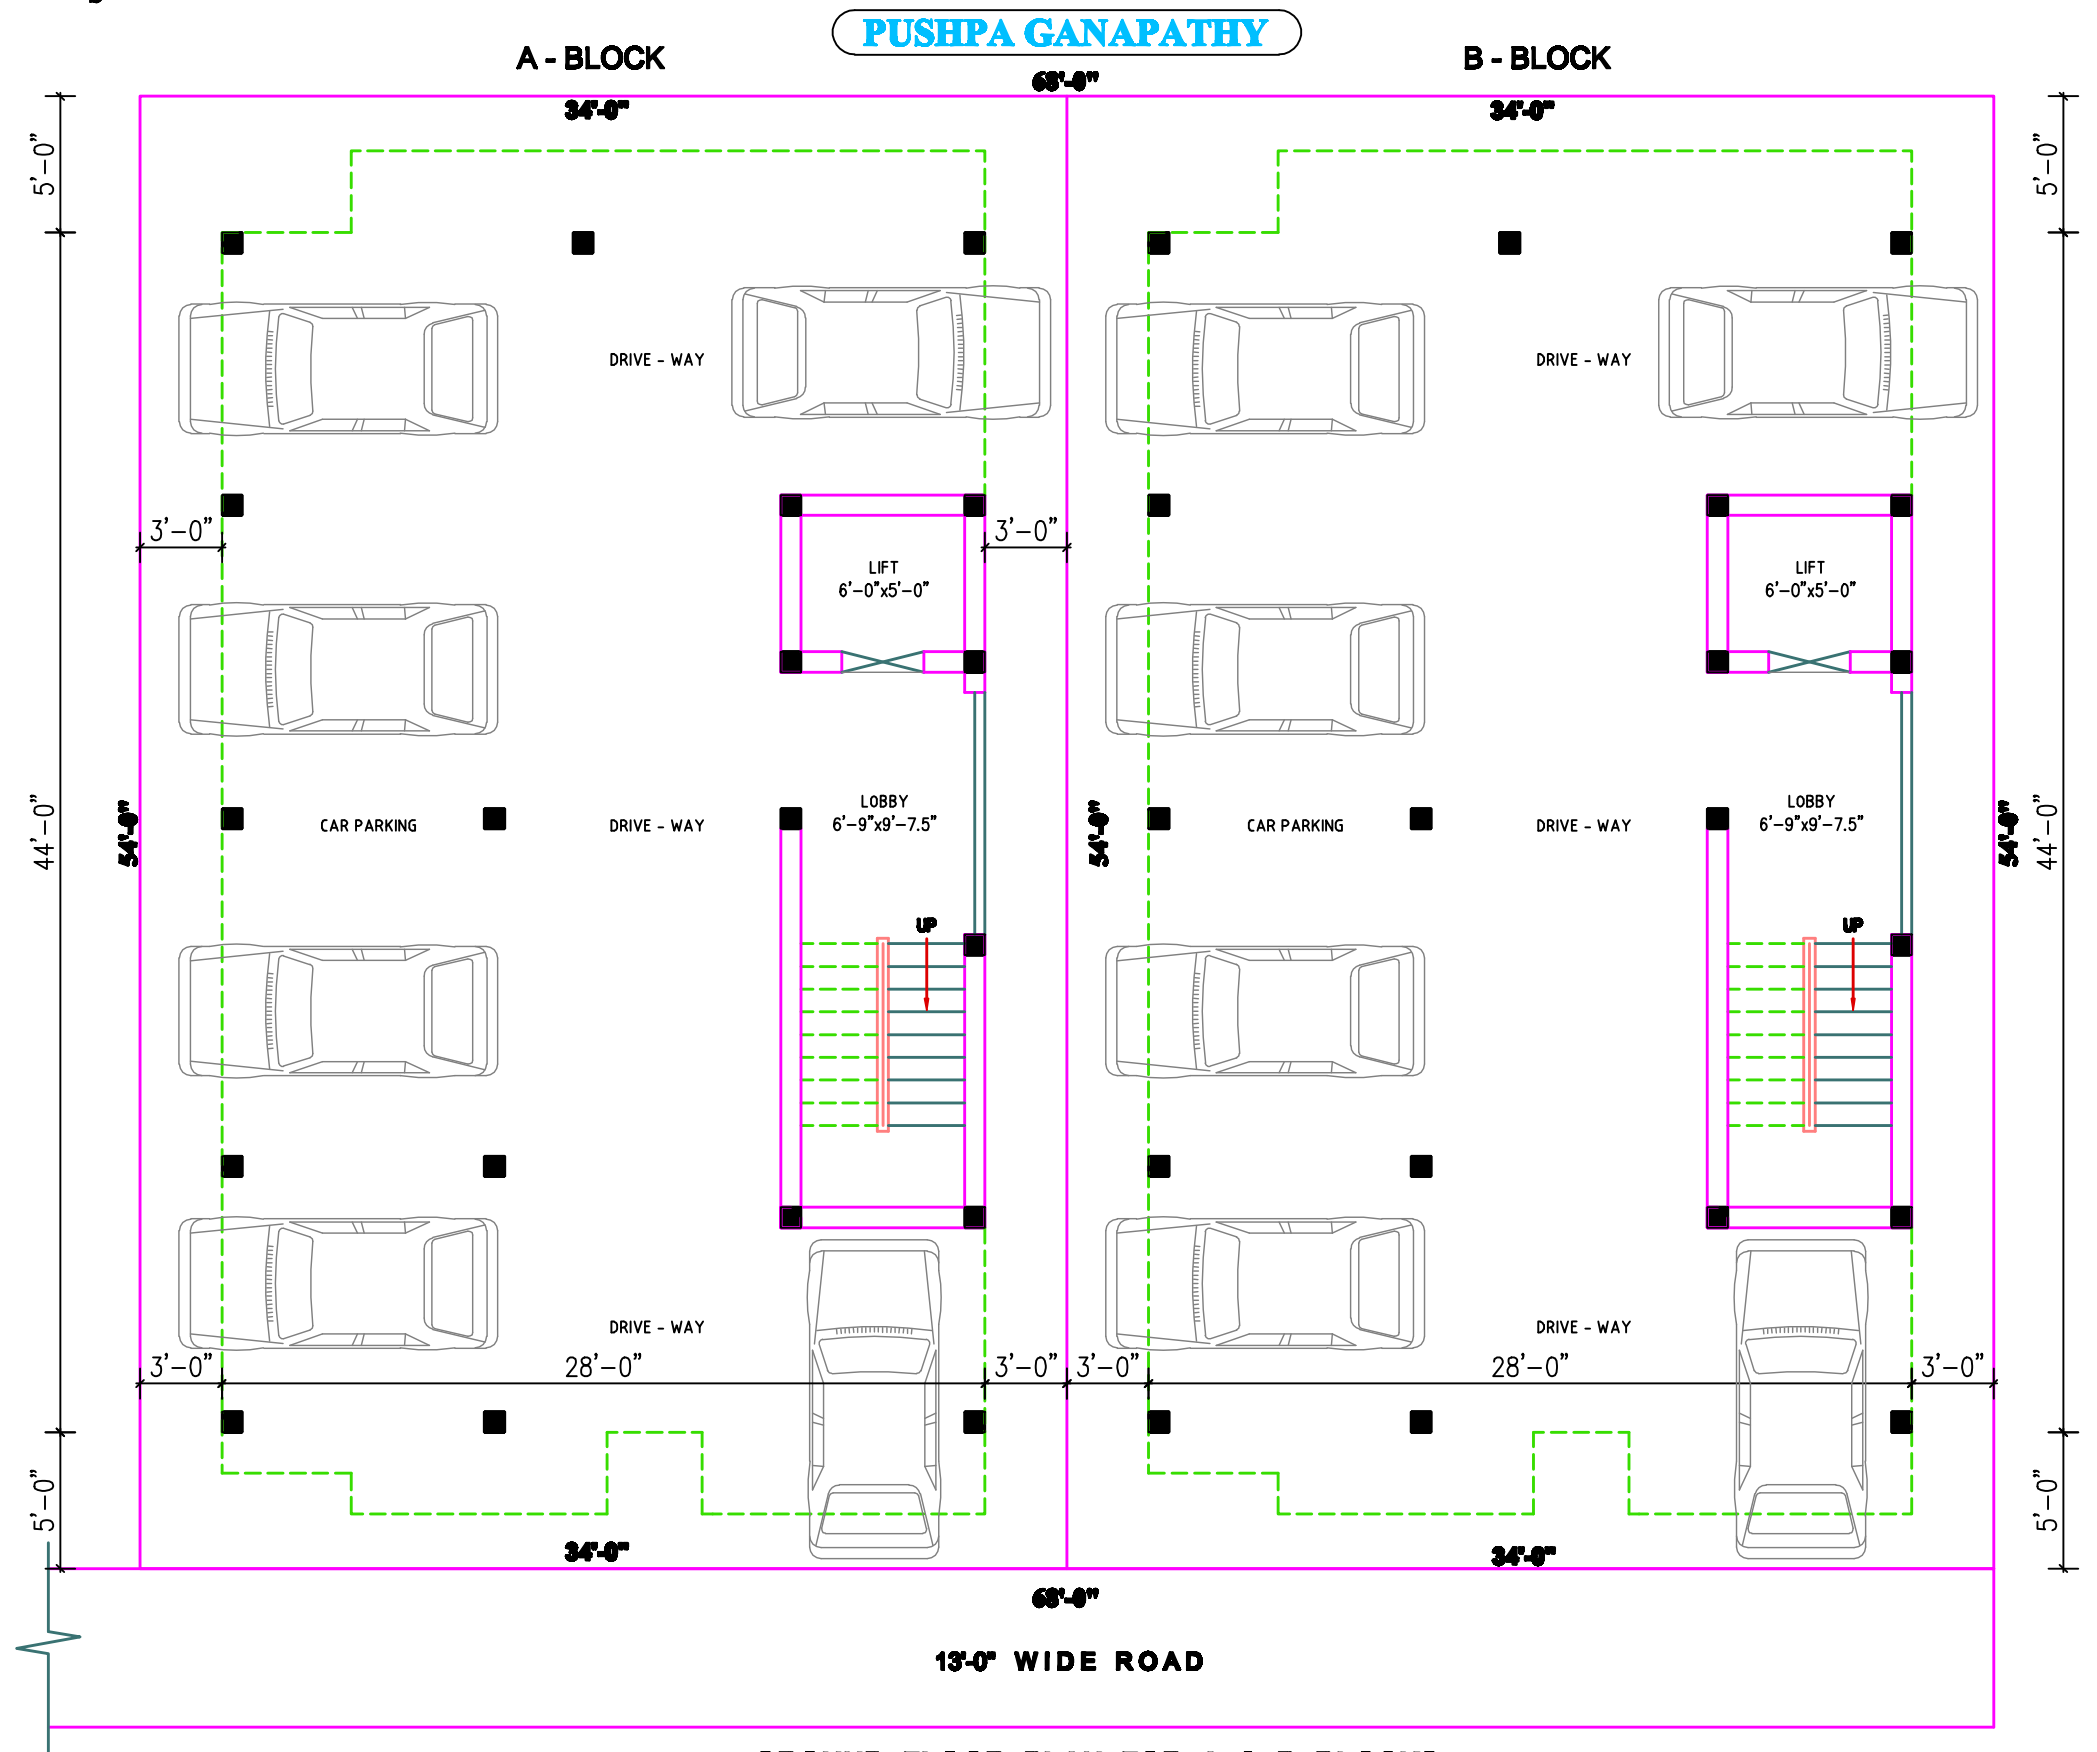 PUSHPA GANAPATHY
A - BLOCK
B - BLOCK
68'-0"
34'-0"
34'-0"
5'-0"
5'-0"
DRIVE - WAY
DRIVE - WAY
3'-0"
3'-0"
LIFT
6'-0"x5'-0"
LIFT
6'-0"x5'-0"
44'-0"
54'-0"
CAR PARKING
DRIVE - WAY
LOBBY
6'-9"x9'-7.5"
54'-0"
CAR PARKING
DRIVE - WAY
LOBBY
6'-9"x9'-7.5"
54'-0"
44'-0"
UP
UP
DRIVE - WAY
DRIVE - WAY
3'-0"
28'-0"
3'-0"
3'-0"
28'-0"
3'-0"
5'-0"
5'-0"
34'-0"
34'-0"
68'-0"
13'-0" WIDE ROAD